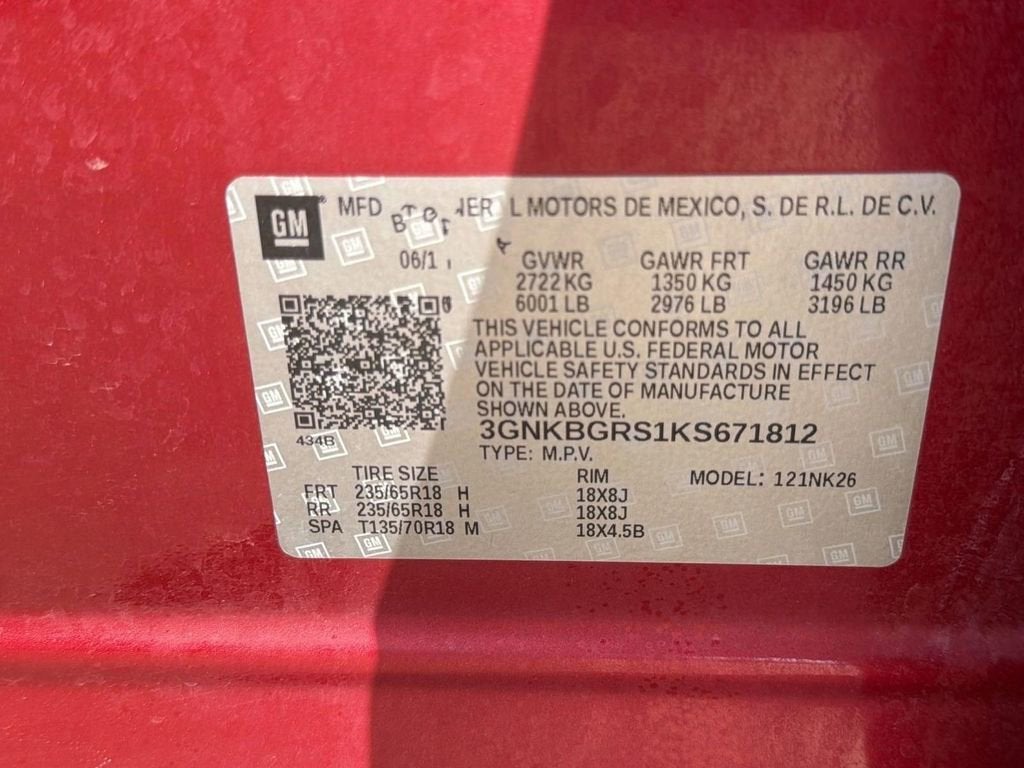 GM MFD L MOTORS DE MEXICO, S. DE R.L. DE C.V.
06/1
GVWR GAWR FRT GAWR RR
2722 KG 1350 KG 1450 KG
6001 LB 2976 LB 3196 LB
THIS VEHICLE CONFORMS TO ALL
APPLICABLE U.S. FEDERAL MOTOR
VEHICLE SAFETY STANDARDS IN EFFECT
ON THE DATE OF MANUFACTURE
SHOWN ABOVE.
3GNKBGRS1KS671812
434B
TYPE: M.P.V.
TIRE SIZE RIM MODEL: 121NK26
FRT 235/65R18 H 18X8J
RR 235/65R18 H 18X8J
SPA T135/70R18 M 18X4.5B